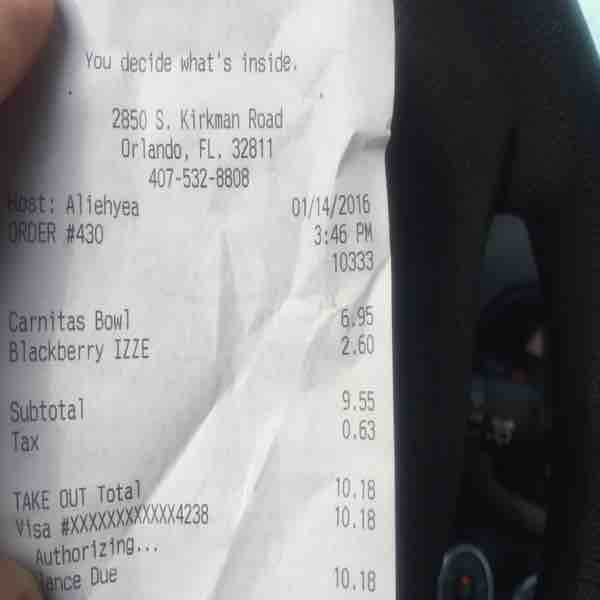 You decide what's inside.
2850 S. Kirkman Road
Orlando, FL. 32811
407-532-8808
Host: Aliehyea 01/14/2016
ORDER #430 3:46 PM
10333
Carnitas Bowl 6.95
Blackberry IZZE 2.60
Subtotal 9.55
Tax 0.63
TAKE OUT Total 10.18
Visa #XXXXXXXXXXXX4238 10.18
Authorizing...
lance Due 10.18